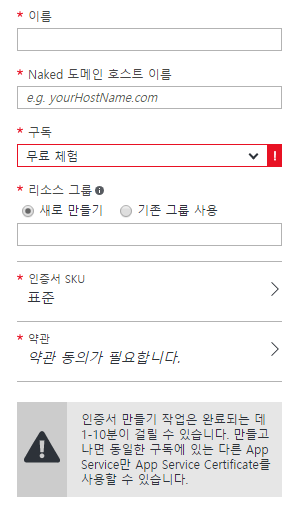 * 이름
* Naked 도메인 호스트 이름
e.g. yourHostName.com
* 구독
무료 체험
* 리소스 그룹
새로 만들기 기존 그룹 사용
* 인증서 SKU
표준
* 약관
약관 동의가 필요합니다.
인증서 만들기 작업은 완료되는 데
1-10분이 걸릴 수 있습니다. 만들고
나면 동일한 구독에 있는 다른 App
Service만 App Service Certificate를
사용할 수 있습니다.